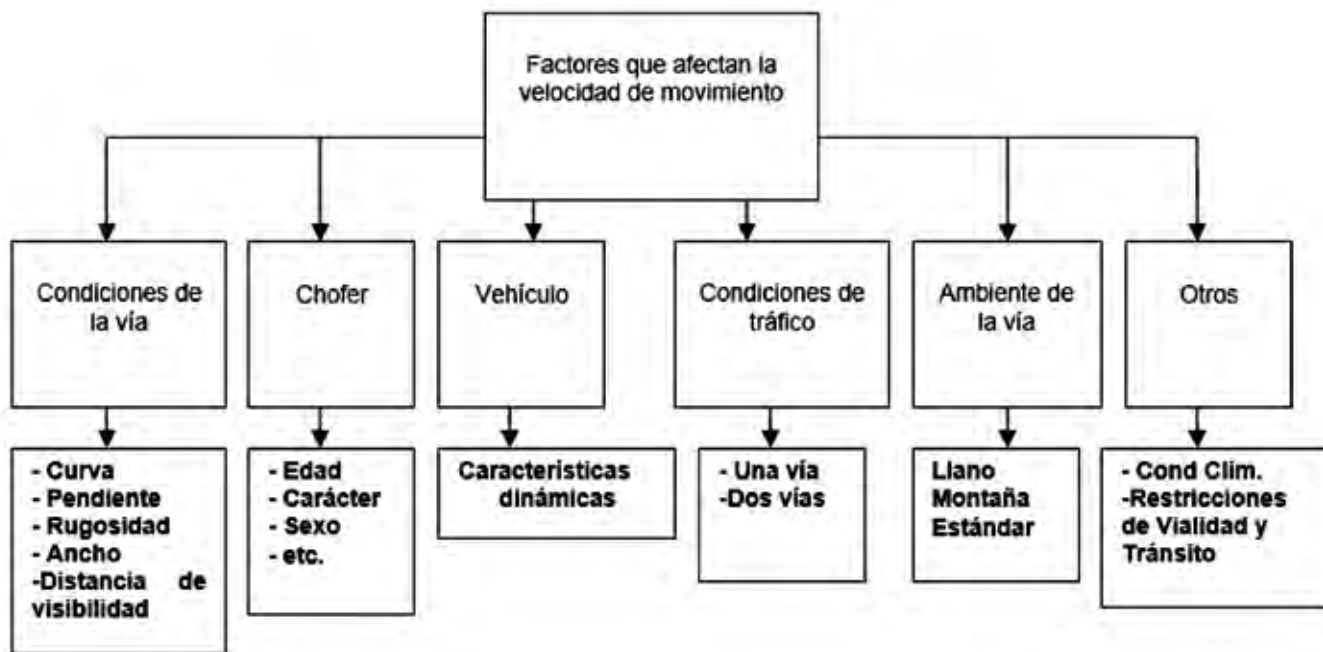 Factores que afectan la
velocidad de movimiento
Condiciones de
la vía
Chofer
Vehículo
Condiciones de
tráfico
Ambiente de
la vía
Otros
- Curva
- Pendiente
- Rugosidad
- Ancho
-Distancia de
visibilidad
- Edad
- Carácter
- Sexo
- etc.
Características
dinámicas
- Una vía
-Dos vías
Llano
Montaña
Estándar
- Cond Clim.
-Restricciones
de Vialidad y
Tránsito